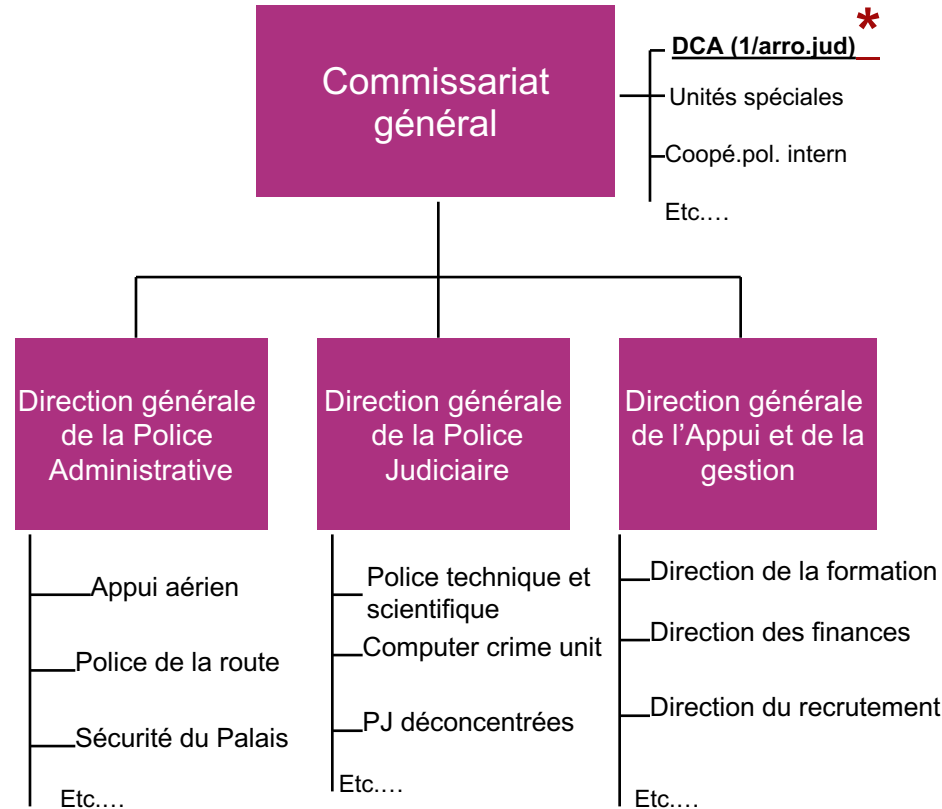 Commissariat
général
DCA (1/arro.jud) *
Unités spéciales
Coopé.pol. intern
Etc.…
Direction générale
de la Police
Administrative
Appui aérien
Police de la route
Sécurité du Palais
Etc.…
Direction générale
de la Police
Judiciaire
Police technique et
scientifique
Computer crime unit
PJ déconcentrées
Etc.…
Direction générale
de l’Appui et de la
gestion
Direction de la formation
Direction des finances
Direction du recrutement
Etc.…